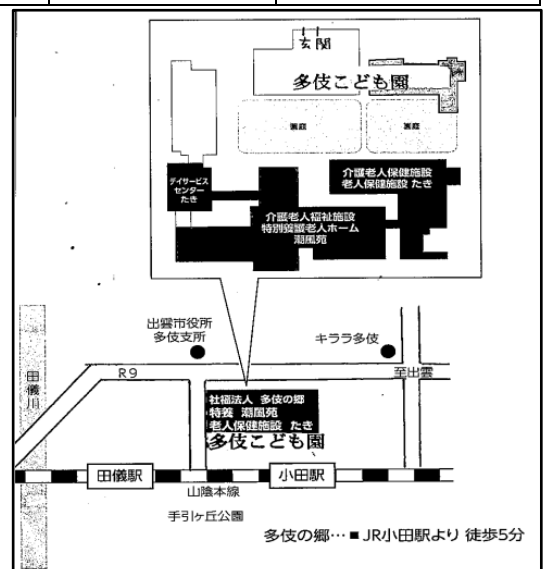 玄関
多伎こども園
園庭
園庭
デイサービス
センター
たき
介護老人保健施設
老人保健施設 たき
介護老人福祉施設
特別養護老人ホーム
潮風苑
出雲市役所
多伎支所
キララ多伎
田儀川
R9
至出雲
社福法人 多伎の郷
特養 潮風苑
老人保健施設 たき
多伎こども園
田儀駅
小田駅
山陰本線
手引ヶ丘公園
多伎の郷…■ JR小田駅より 徒歩5分